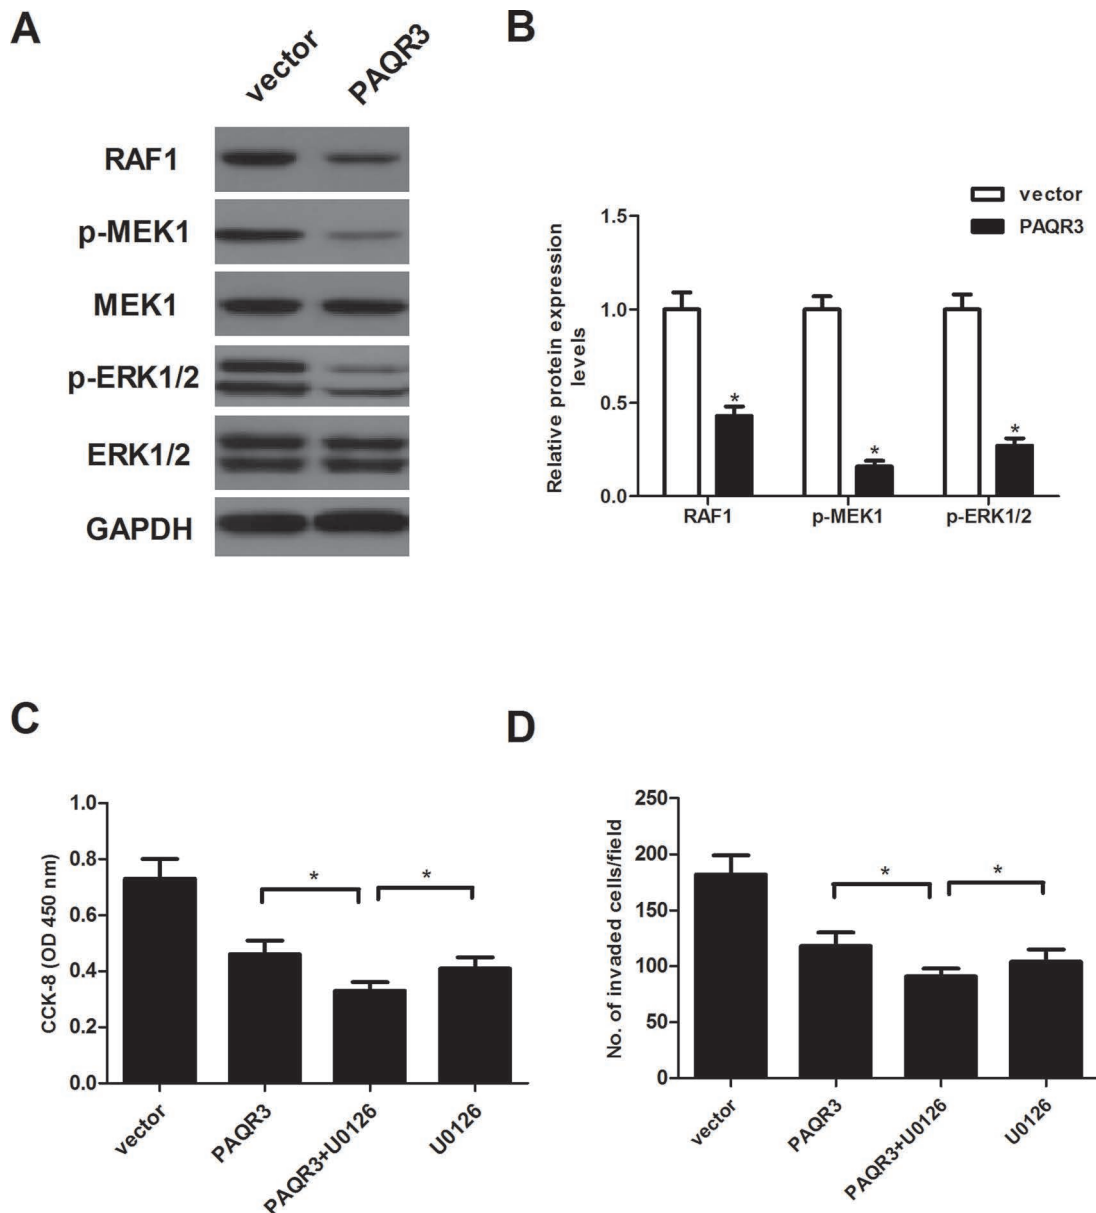 A
vector
PAQR3
RAF1
p-MEK1
MEK1
p-ERK1/2
ERK1/2
GAPDH
B
vector
PAQR3
Relative protein expression
levels
1.5
1.0
0.5
0.0
*
*
*
RAF1
p-MEK1
p-ERK1/2
C
CCK-8 (OD 450 nm)
1.0
0.8
0.6
0.4
0.2
0.0
*
*
vector
PAQR3
PAQR3+U0126
U0126
D
No. of invaded cells/field
250
200
150
100
50
0
*
*
vector
PAQR3
PAQR3+U0126
U0126